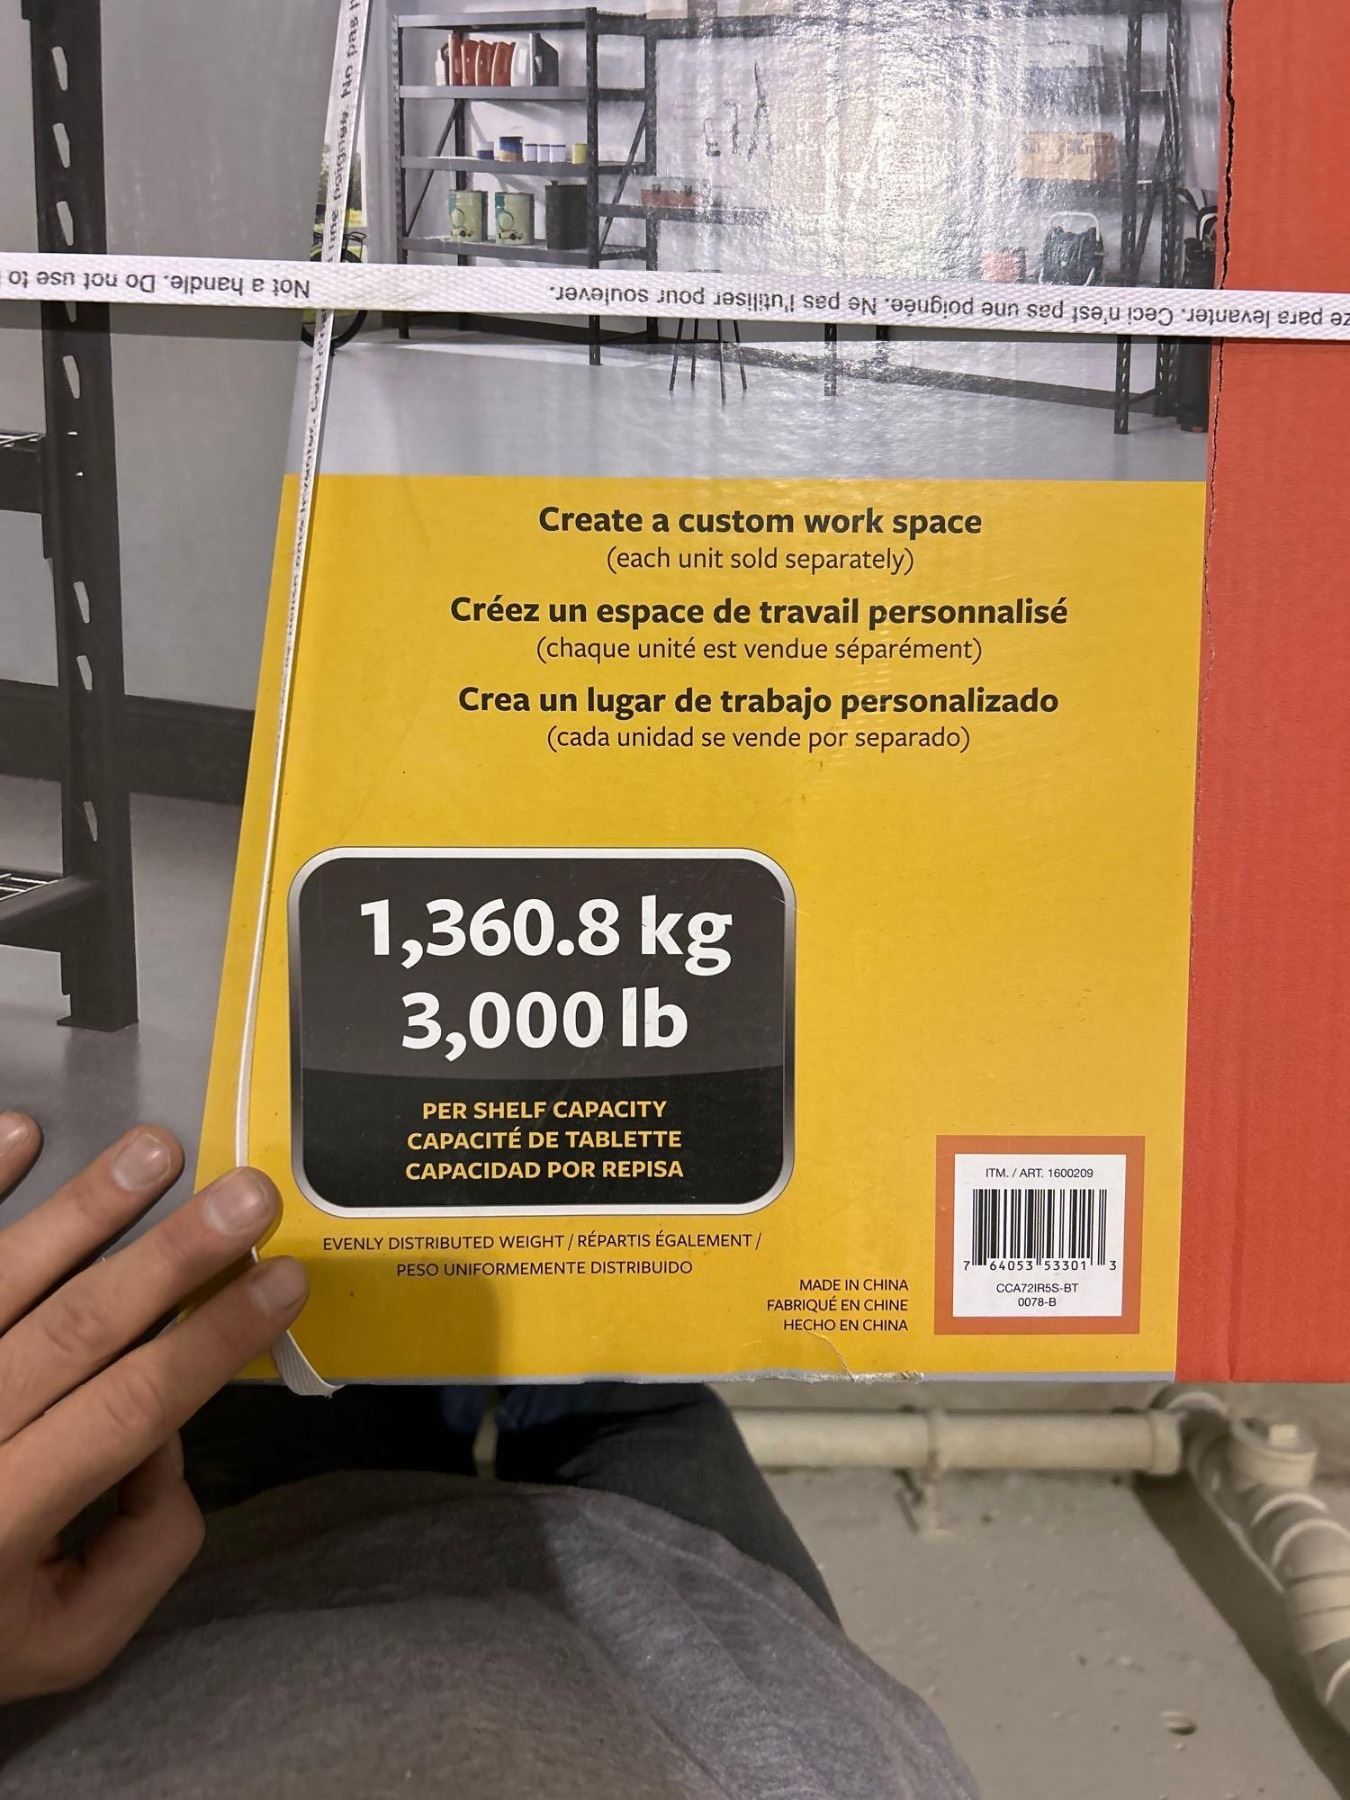 Not a handle. Do not use to
ze para levantar. Ceci n'est pas une poignée. Ne pas l'utiliser pour soulever.
Create a custom work space
(each unit sold separately)
Créez un espace de travail personnalisé
(chaque unité est vendue séparément)
Crea un lugar de trabajo personalizado
(cada unidad se vende por separado)
1,360.8 kg
3,000 lb
PER SHELF CAPACITY
CAPACITÉ DE TABLETTE
CAPACIDAD POR REPISA
EVENLY DISTRIBUTED WEIGHT / RÉPARTIS ÉGALEMENT /
PESO UNIFORMEMENTE DISTRIBUIDO
MADE IN CHINA
FABRIQUÉ EN CHINE
HECHO EN CHINA
ITM. / ART. 1600209
7 64053 53301 3
CCA72IR5S-BT
0078-B